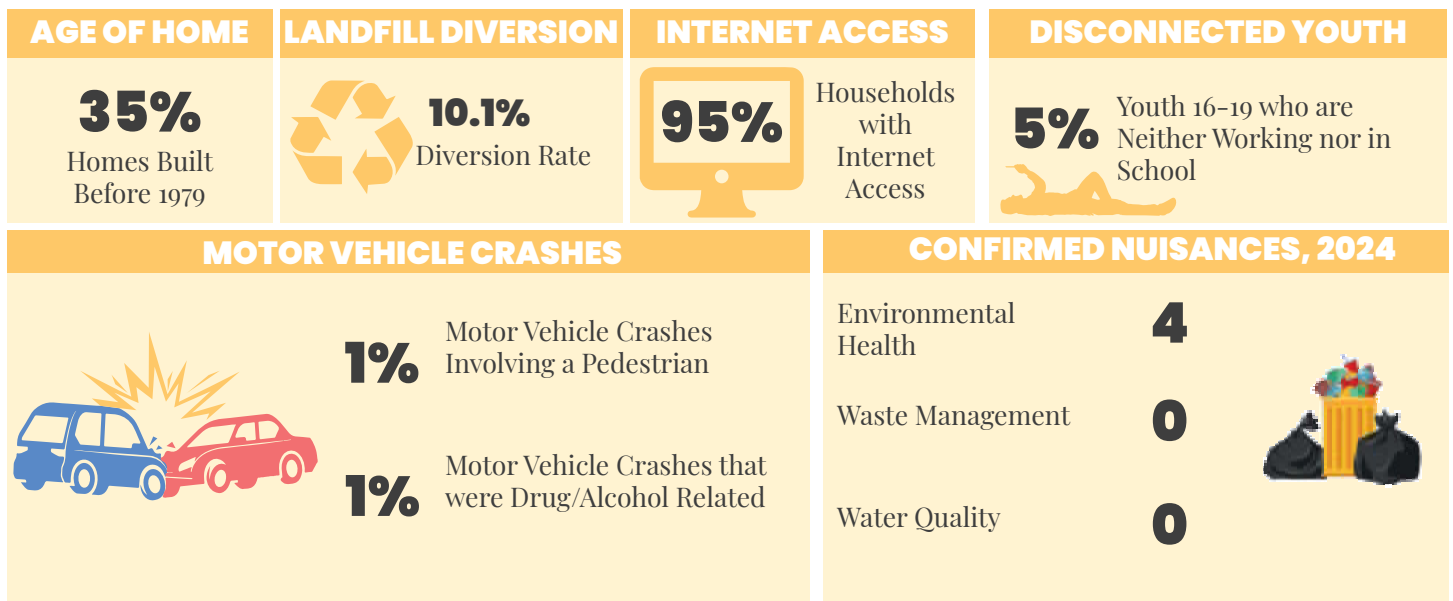 AGE OF HOME
35%
Homes Built
Before 1979
LANDFILL DIVERSION
10.1%
Diversion Rate
INTERNET ACCESS
95%
Households
with
Internet
Access
DISCONNECTED YOUTH
5%
Youth 16-19 who are
Neither Working nor in
School
MOTOR VEHICLE CRASHES
1%
Motor Vehicle Crashes
Involving a Pedestrian
1%
Motor Vehicle Crashes that
were Drug/Alcohol Related
CONFIRMED NUISANCES, 2024
Environmental
Health
4
Waste Management
0
Water Quality
0